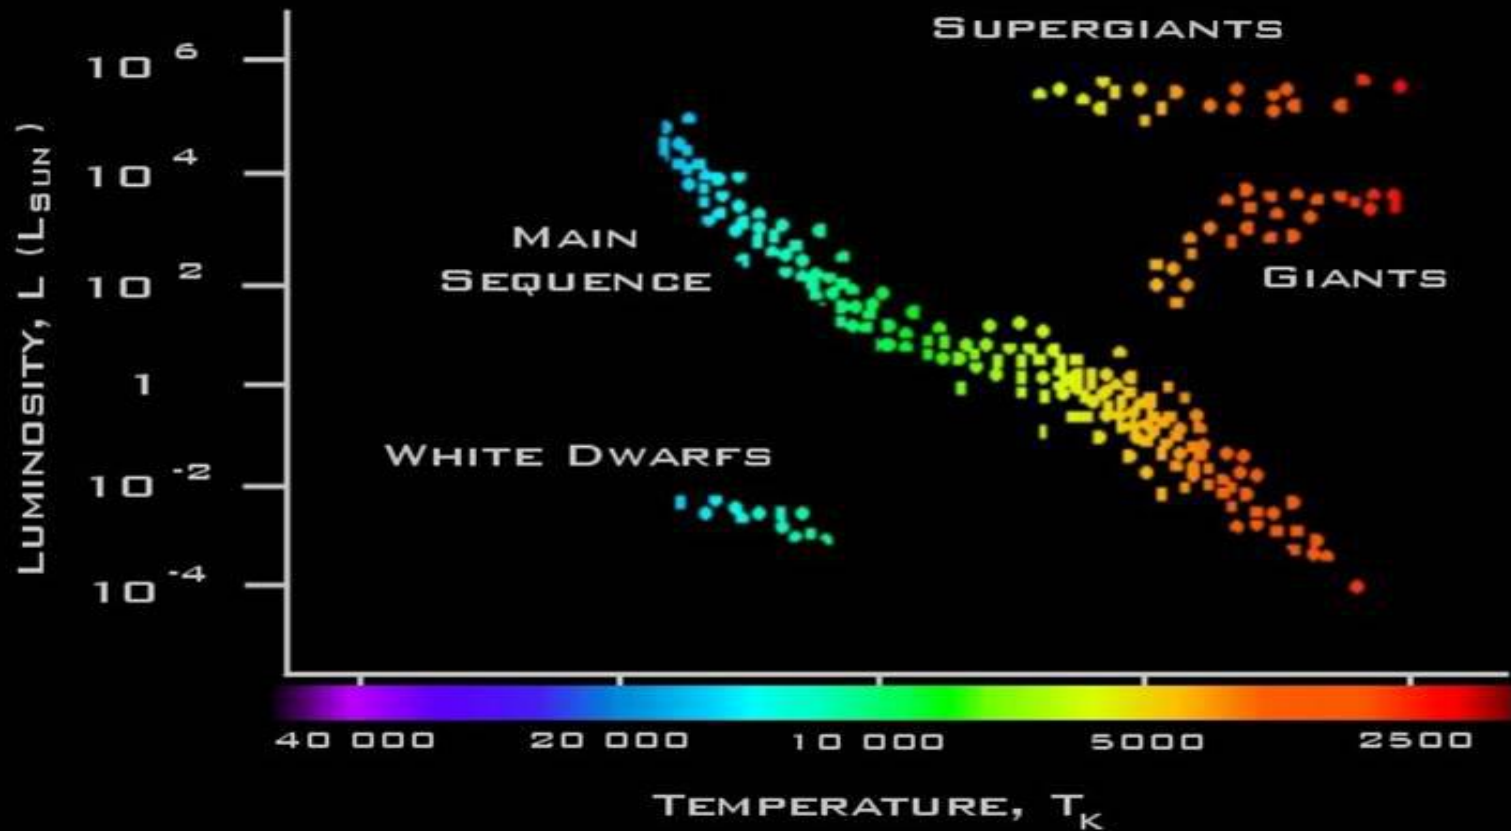 SUPERGIANTS
10 6
10 4
10 2
1
10 -2
10 -4
LUMINOSITY, L (LSUN)
MAIN
SEQUENCE
GIANTS
WHITE DWARFS
40 000 20 000 10 000 5000 2500
TEMPERATURE, TK